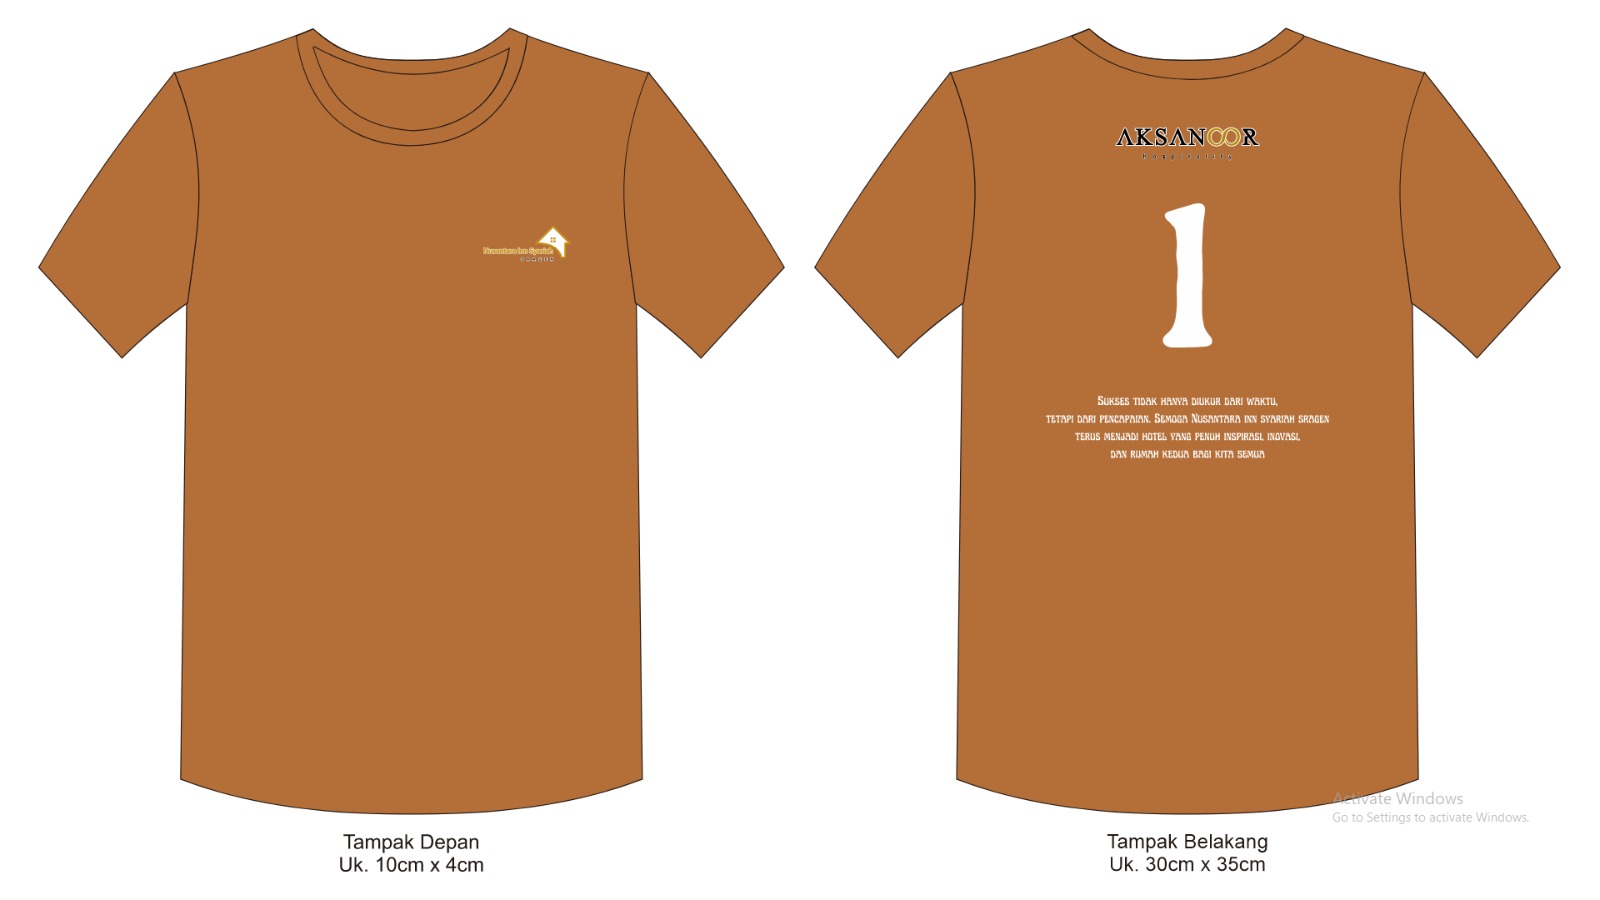 Nusantara Inn Syariah
SRAGEN
AKSANOOR
Hospitality
1
Sukses tidak hanya diukur dari waktu,
tetapi dari pencapaian. Semoga Nusantara inn syariah sragen
terus menjadi hotel yang penuh inspirasi, inovasi,
dan rumah kedua bagi kita semua
Activate Windows
Go to Settings to activate Windows.
Tampak Depan
Uk. 10cm x 4cm
Tampak Belakang
Uk. 30cm x 35cm